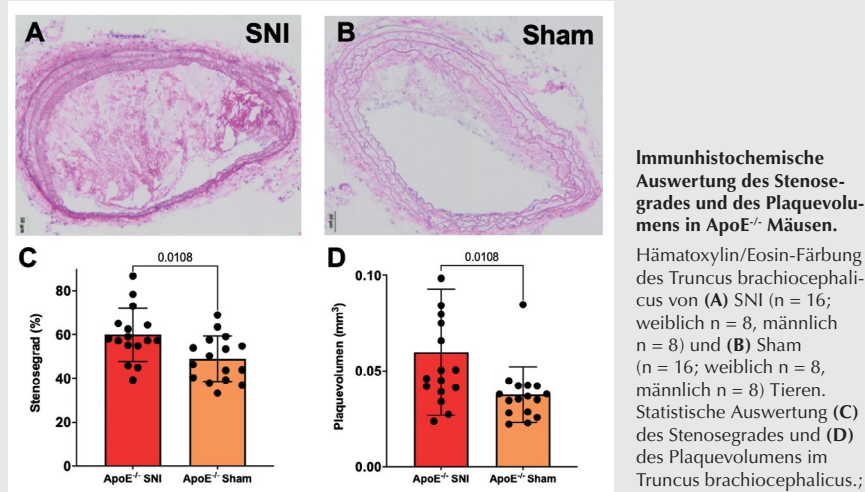 A
SNI
B
Sham
C
0.0108
Stenosegrad (%)
80
60
40
20
0
ApoE-/- SNI
ApoE-/- Sham
D
0.0108
Plaquevolumen (mm3)
0.10
0.05
0.00
ApoE-/- SNI
ApoE-/- Sham
Immunhistochemische
Auswertung des Stenose-
grades und des Plaquevolu-
mens in ApoE-/- Mäusen.
Hämatoxylin/Eosin-Färbung
des Truncus brachiocephali-
cus von (A) SNI (n = 16;
weiblich n = 8, männlich
n = 8) und (B) Sham
(n = 16; weiblich n = 8,
männlich n = 8) Tieren.
Statistische Auswertung (C)
des Stenosegrades und (D)
des Plaquevolumens im
Truncus brachiocephalicus.;